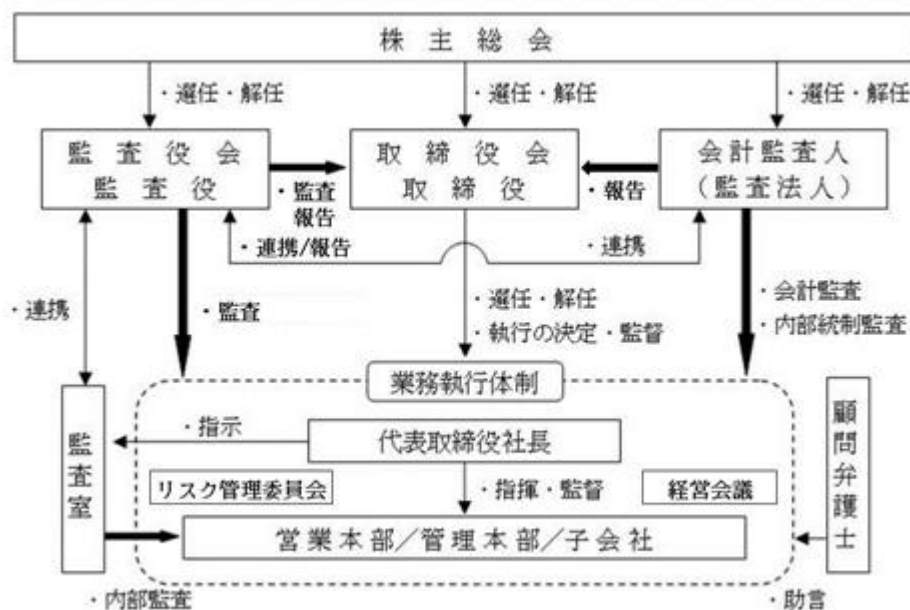 株主総会
・選任・解任
・選任・解任
・選任・解任
監査役会
監査役
取締役会
取締役
会計監査人
（監査法人）
・監査
報告
・報告
・連携/報告
・連携
・連携
・監査
・選任・解任
・執行の決定・監督
・会計監査
・内部統制監査
業務執行体制
監査室
・指示
代表取締役社長
顧問弁護士
リスク管理委員会
・指揮・監督
経営会議
営業本部／管理本部／子会社
・内部監査
・助言